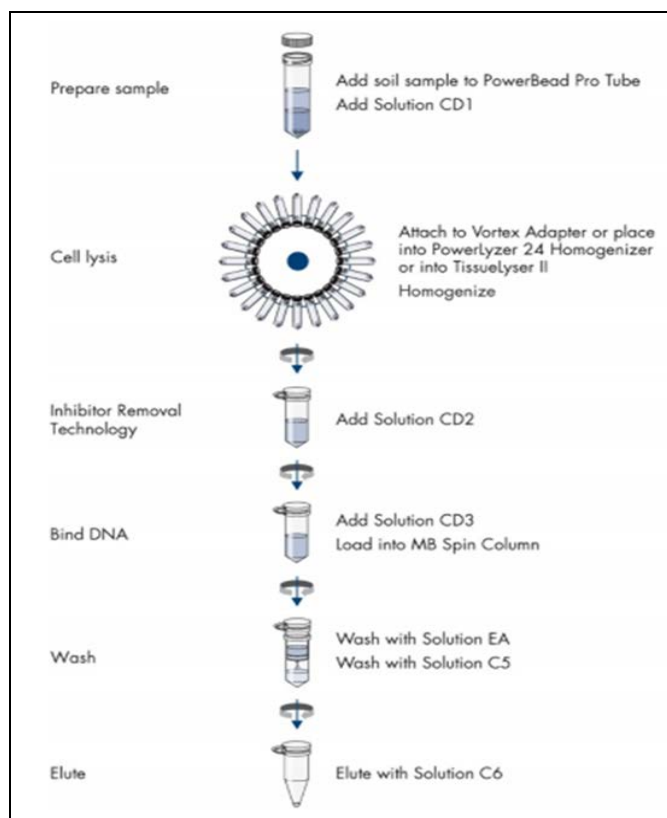 Prepare sample
Add soil sample to PowerBead Pro Tube
Add Solution CD1
Cell lysis
Attach to Vortex Adapter or place
into PowerLyzer 24 Homogenizer
or into TissueLyser II
Homogenize
Inhibitor Removal
Technology
Add Solution CD2
Bind DNA
Add Solution CD3
Load into MB Spin Column
Wash
Wash with Solution EA
Wash with Solution C5
Elute
Elute with Solution C6